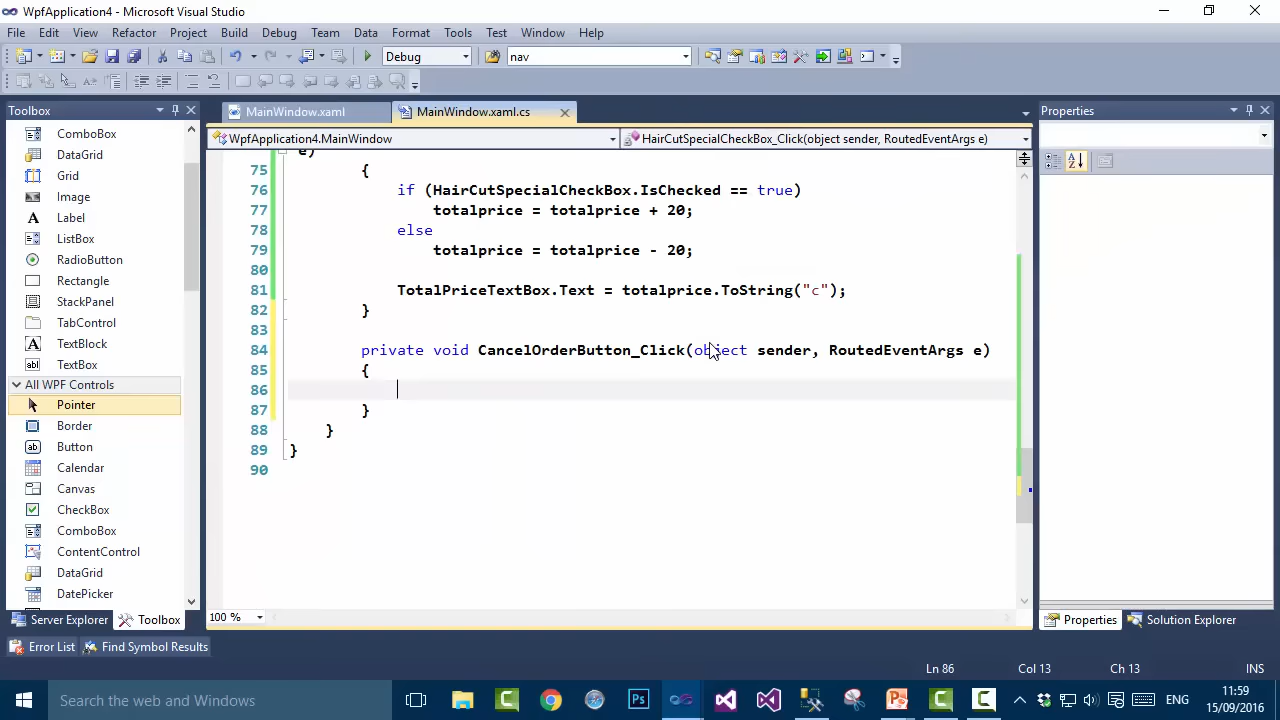 WpfApplication4 - Microsoft Visual Studio
File Edit View Refactor Project Build Debug Team Data Format Tools Test Window Help
Debug nav
Toolbox
MainWindow.xaml MainWindow.xaml.cs
Properties
WpfApplication4.MainWindow HairCutSpecialCheckBox_Click(object sender, RoutedEventArgs e)
ComboBox
DataGrid
Grid
Image
Label
ListBox
RadioButton
Rectangle
StackPanel
TabControl
TextBlock
TextBox
All WPF Controls
Pointer
Border
Button
Calendar
Canvas
CheckBox
ComboBox
ContentControl
DataGrid
DatePicker
e)
75 {
76 if (HairCutSpecialCheckBox.IsChecked == true)
77 totalprice = totalprice + 20;
78 else
79 totalprice = totalprice - 20;
80
81 TotalPriceTextBox.Text = totalprice.ToString("c");
82 }
83
84 private void CancelOrderButton_Click(object sender, RoutedEventArgs e)
85 {
86
87 }
88 }
89 }
90
100 %
Server Explorer Toolbox
Properties Solution Explorer
Error List Find Symbol Results
Ln 86 Col 13 Ch 13 INS
Search the web and Windows
Ps
ENG
11:59
15/09/2016